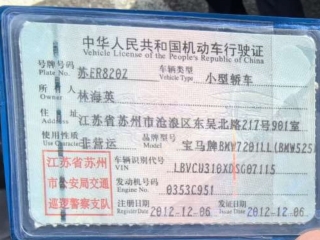 中华人民共和国机动车行驶证
Vehicle License of the People's Republic of China
号牌号码 苏ER820Z 车辆类型 小型轿车
Plate No. Vehicle Type
所有人 林海英
Owner
住址 江苏省苏州市沧浪区东吴北路217号901室
使用性质 非营运 品牌型号 宝马牌BMW7201LL(BMW525
Use Character
江苏省苏州
市公安局交通
巡逻警察支队
车辆识别代号 LBVCU310XDSG07115
VIN
发动机号码 0353C951
Engine No.
注册日期 2012-12-06 发证日期 2012-12-06
Register Date Issue Date